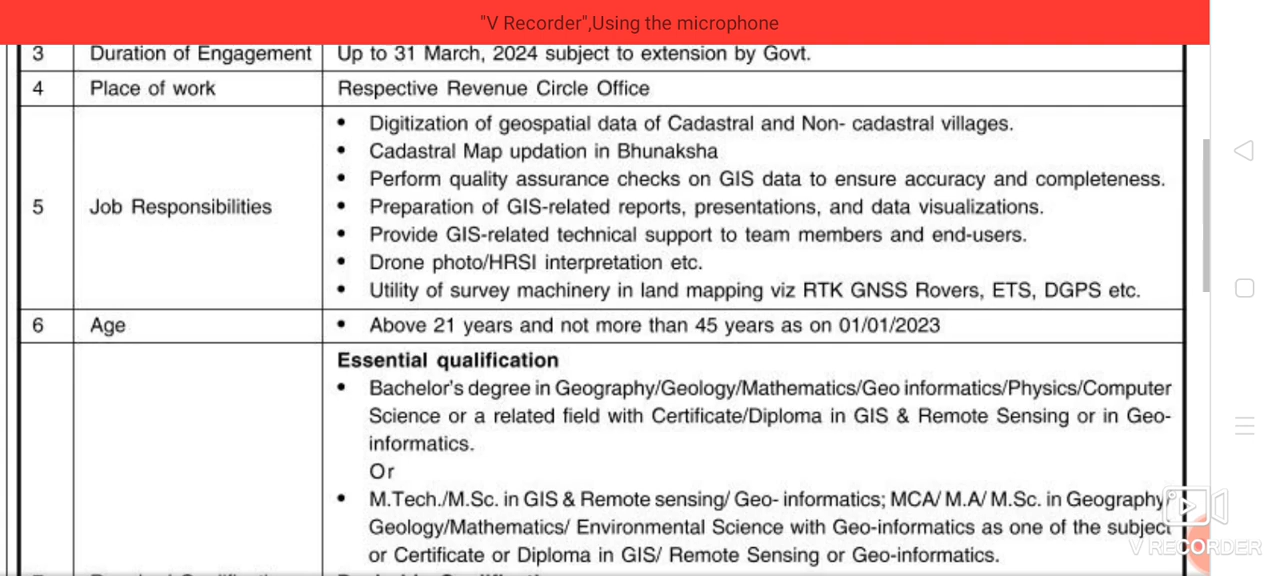 "V Recorder",Using the microphone
3 Duration of Engagement Up to 31 March, 2024 subject to extension by Govt.
4 Place of work Respective Revenue Circle Office
• Digitization of geospatial data of Cadastral and Non- cadastral villages.
• Cadastral Map updation in Bhunaksha
• Perform quality assurance checks on GIS data to ensure accuracy and completeness.
5 Job Responsibilities • Preparation of GIS-related reports, presentations, and data visualizations.
• Provide GIS-related technical support to team members and end-users.
• Drone photo/HRSI interpretation etc.
• Utility of survey machinery in land mapping viz RTK GNSS Rovers, ETS, DGPS etc.
6 Age • Above 21 years and not more than 45 years as on 01/01/2023
Essential qualification
• Bachelor's degree in Geography/Geology/Mathematics/Geo informatics/Physics/Computer
Science or a related field with Certificate/Diploma in GIS & Remote Sensing or in Geo-
informatics.
Or
• M.Tech./M.Sc. in GIS & Remote sensing/ Geo- informatics; MCA/ M.A/ M.Sc. in Geography/
Geology/Mathematics/ Environmental Science with Geo-informatics as one of the subject
or Certificate or Diploma in GIS/ Remote Sensing or Geo-informatics.
V RECORDER